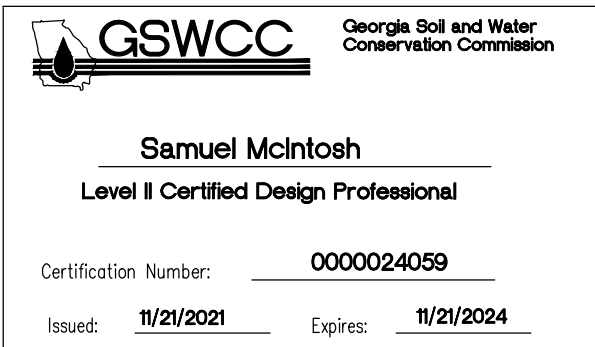 GSWCC
Georgia Soil and Water
Conservation Commission
Samuel McIntosh
Level II Certified Design Professional
Certification Number: 0000024059
Issued: 11/21/2021 Expires: 11/21/2024